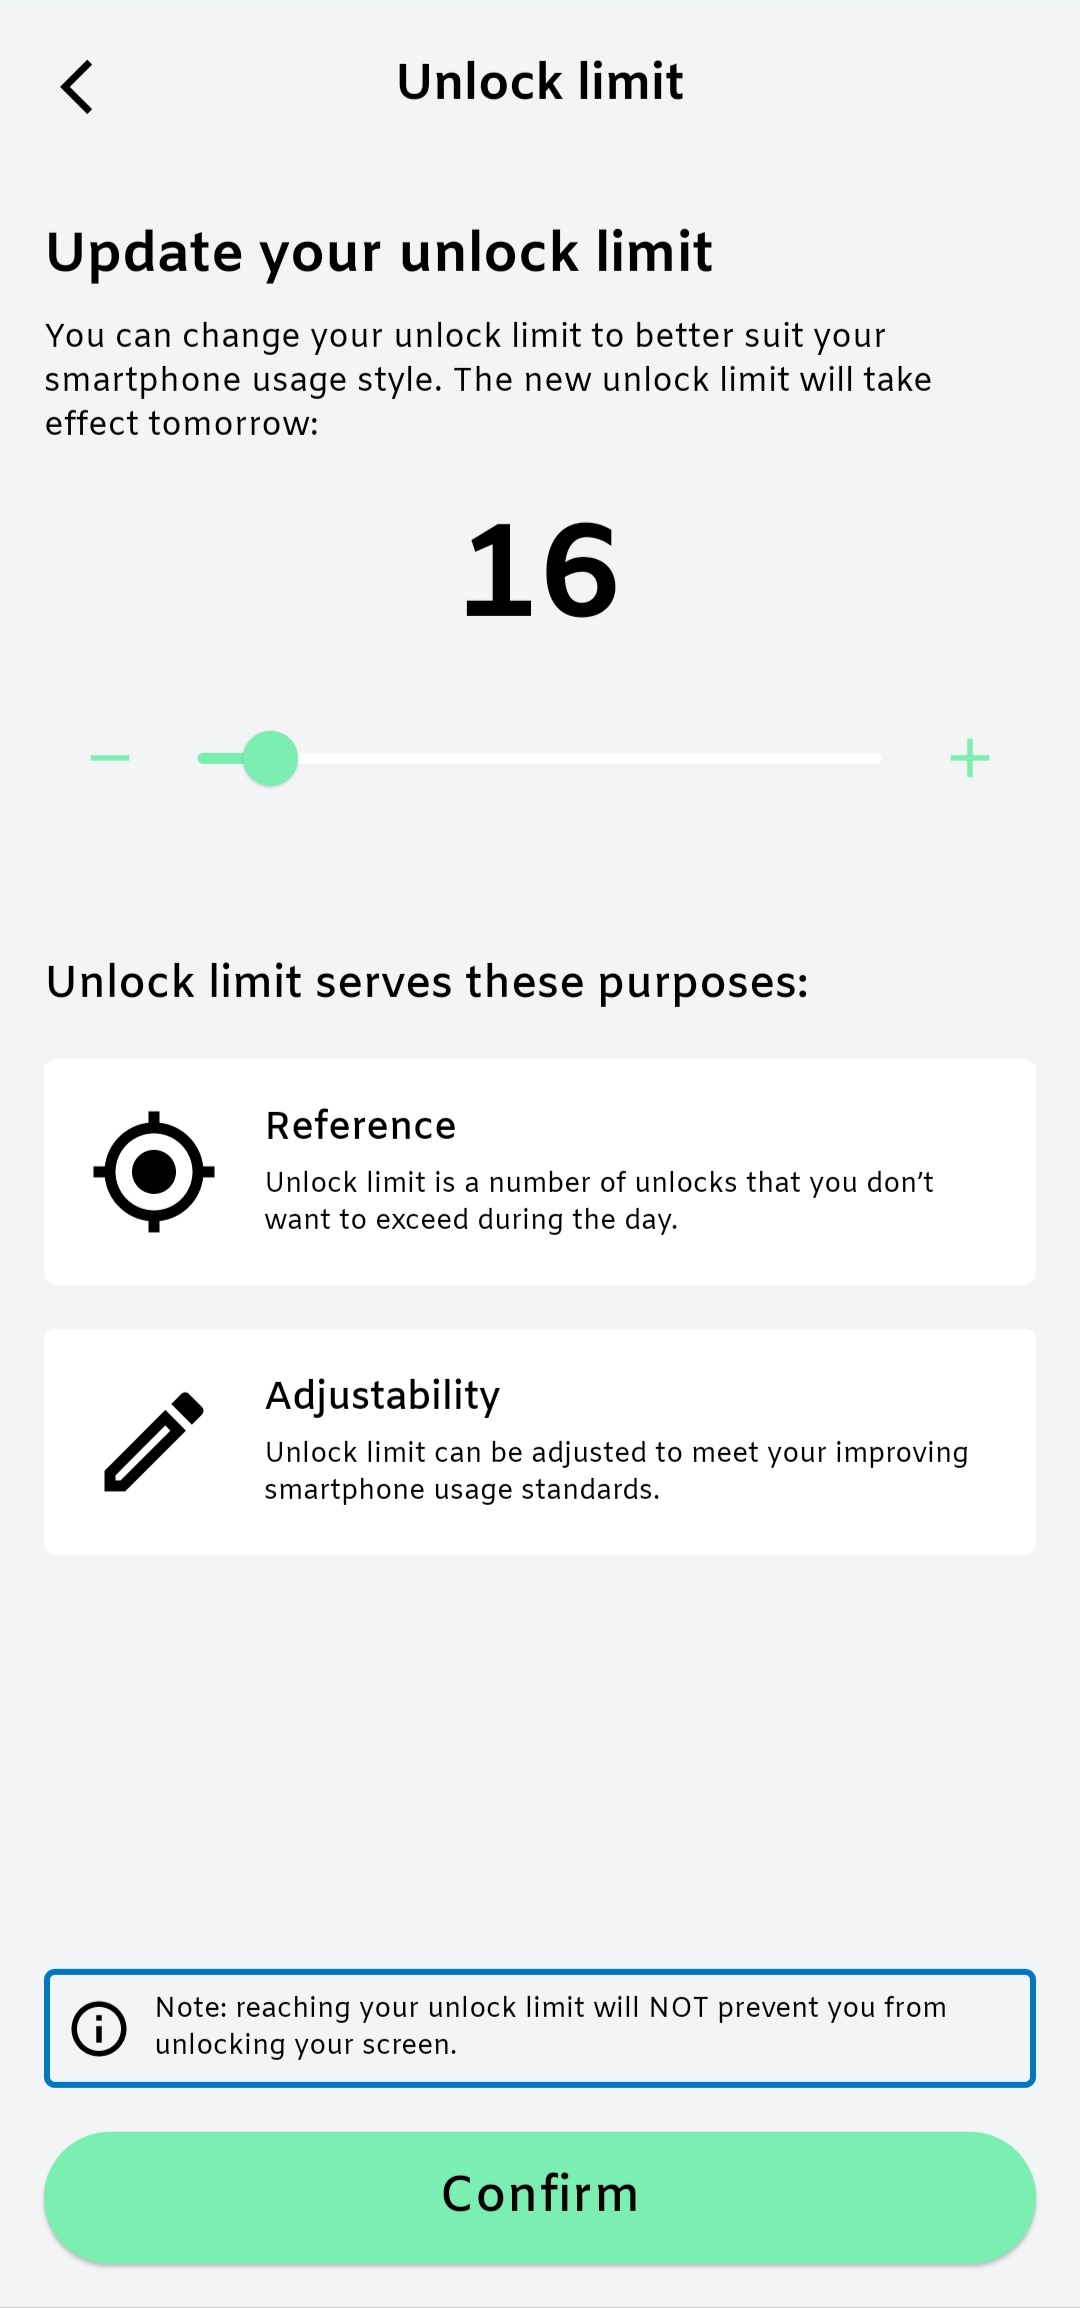 Unlock limit
Update your unlock limit
You can change your unlock limit to better suit your
smartphone usage style. The new unlock limit will take
effect tomorrow:
16
Unlock limit serves these purposes:
Reference
Unlock limit is a number of unlocks that you don’t
want to exceed during the day.
Adjustability
Unlock limit can be adjusted to meet your improving
smartphone usage standards.
Note: reaching your unlock limit will NOT prevent you from
unlocking your screen.
Confirm